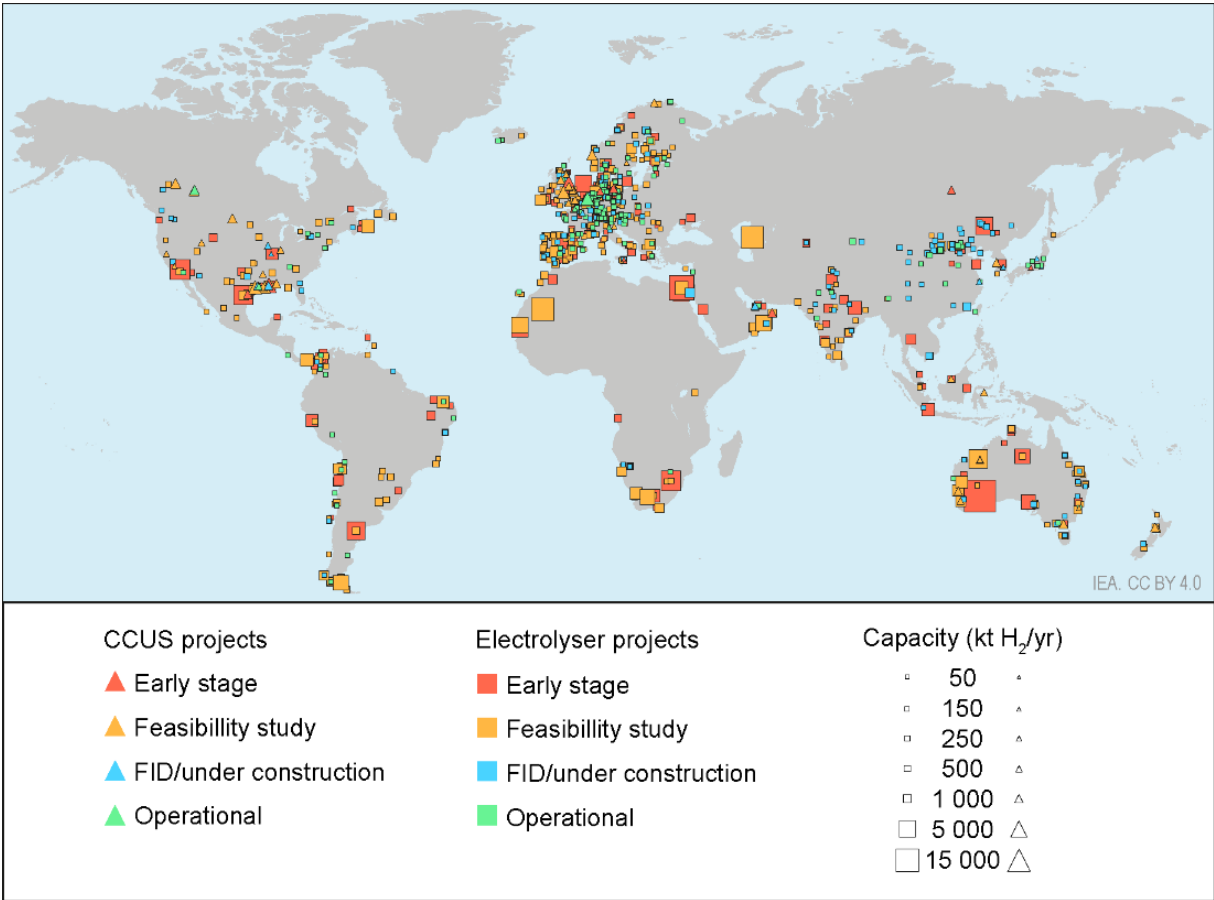 IEA. CC BY 4.0
CCUS projects
Early stage
Feasibillity study
FID/under construction
Operational
Electrolyser projects
Early stage
Feasibillity study
FID/under construction
Operational
Capacity (kt H₂/yr)
50
150
250
500
1 000
5 000
15 000